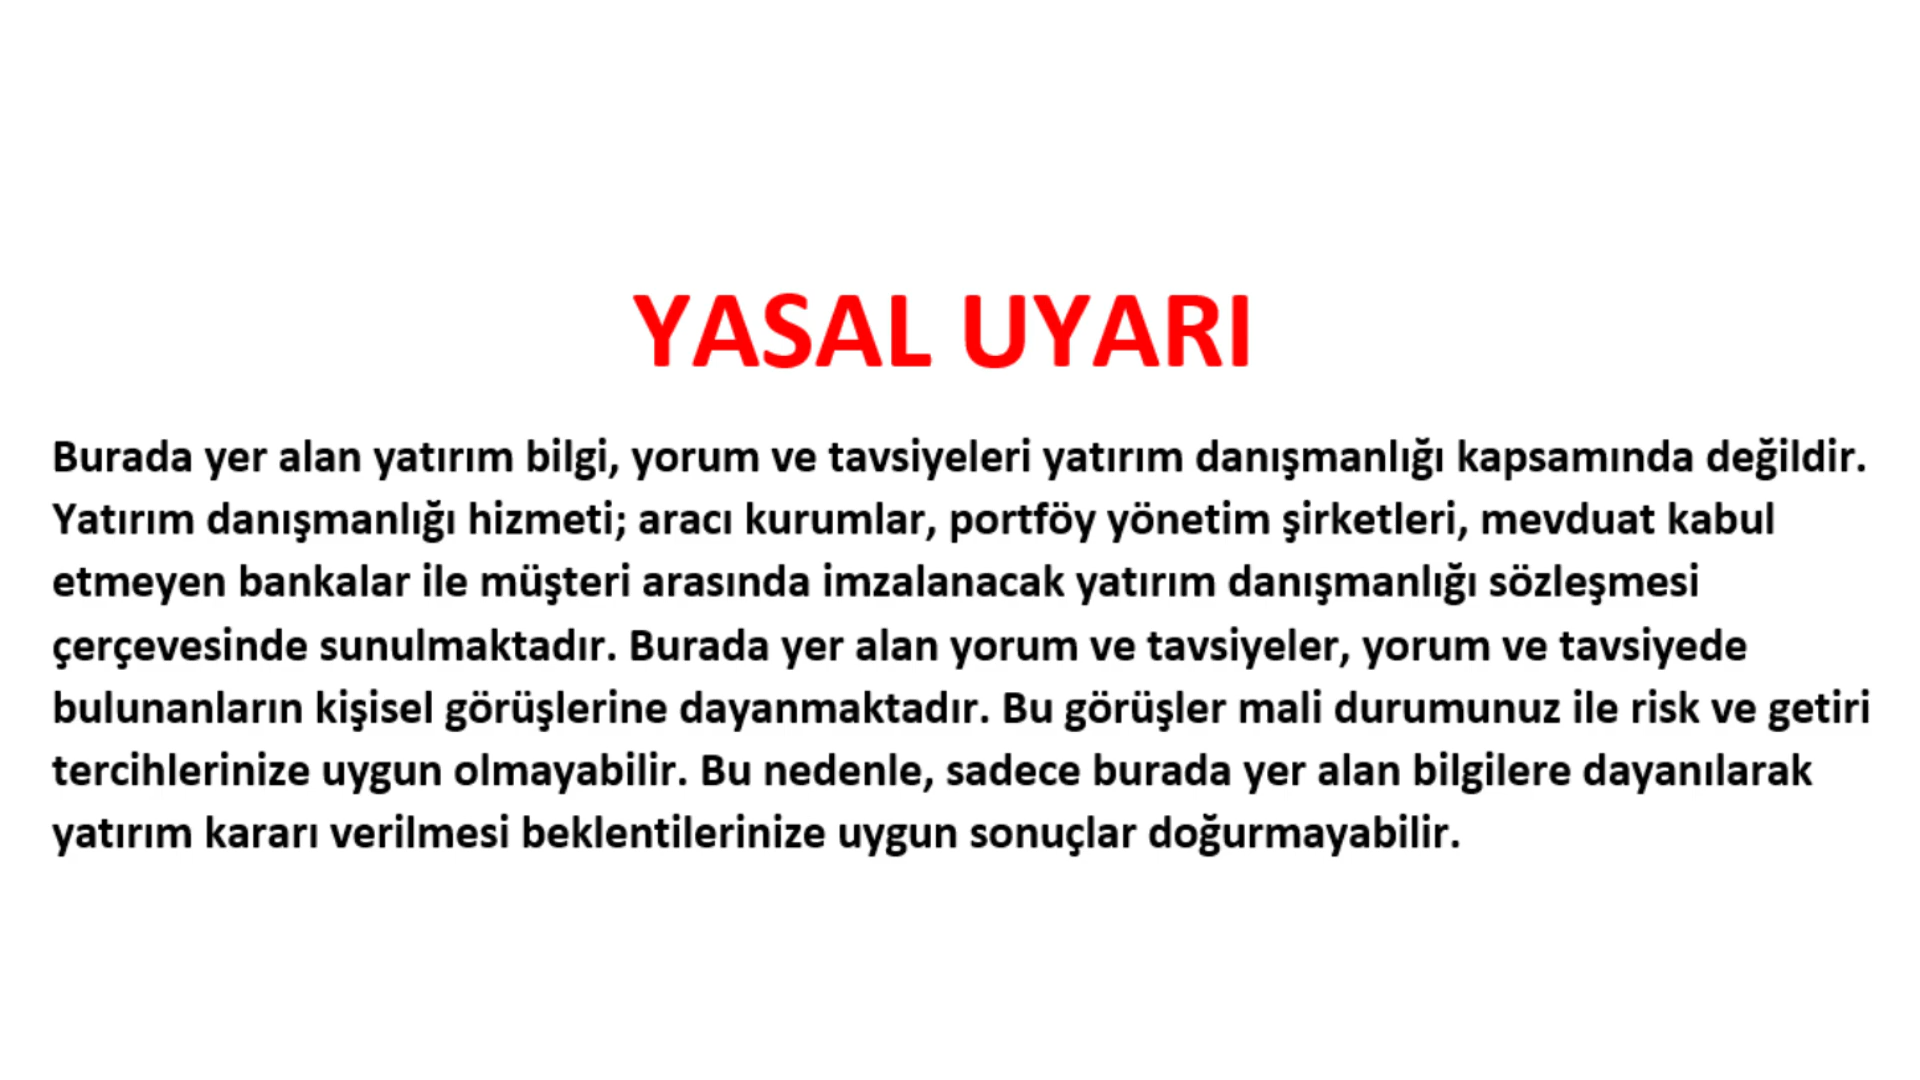 YASAL UYARI
Burada yer alan yatırım bilgi, yorum ve tavsiyeleri yatırım danışmanlığı kapsamında değildir.
Yatırım danışmanlığı hizmeti; aracı kurumlar, portföy yönetim şirketleri, mevduat kabul
etmeyen bankalar ile müşteri arasında imzalanacak yatırım danışmanlığı sözleşmesi
çerçevesinde sunulmaktadır. Burada yer alan yorum ve tavsiyeler, yorum ve tavsiyede
bulunanların kişisel görüşlerine dayanmaktadır. Bu görüşler mali durumunuz ile risk ve getiri
tercihlerinize uygun olmayabilir. Bu nedenle, sadece burada yer alan bilgilere dayanılarak
yatırım kararı verilmesi beklentilerinize uygun sonuçlar doğurmayabilir.